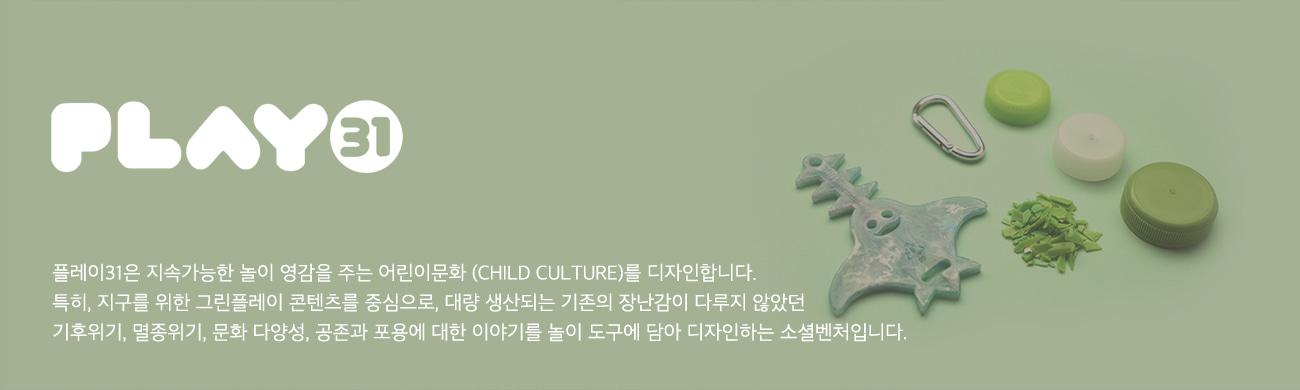 PLAY31
플레이31은 지속가능한 놀이 영감을 주는 어린이문화 (CHILD CULTURE)를 디자인합니다.
특히, 지구를 위한 그린플레이 콘텐츠를 중심으로, 대량 생산되는 기존의 장난감이 다루지 않았던
기후위기, 멸종위기, 문화 다양성, 공존과 포용에 대한 이야기를 놀이 도구에 담아 디자인하는 소셜벤처입니다.